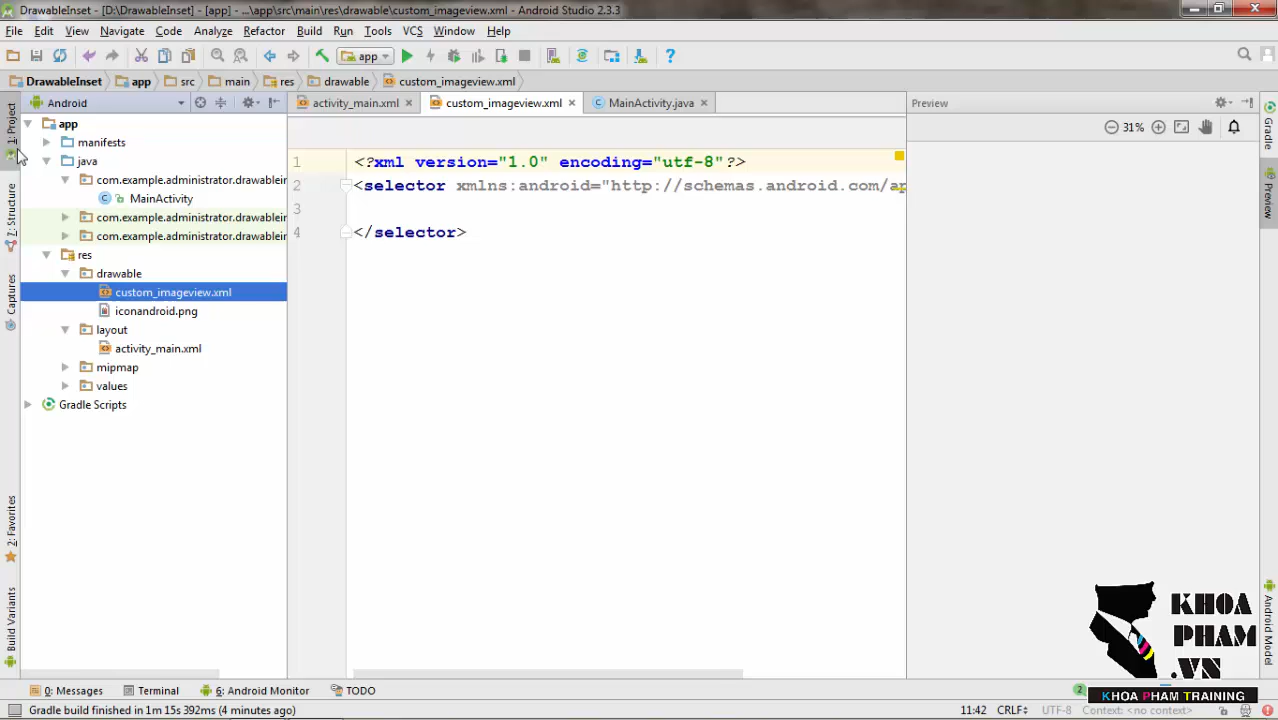 DrawableInset - [D:\DrawableInset] - [app] - ...\app\src\main\res\drawable\custom_imageview.xml - Android Studio 2.3.3
File Edit View Navigate Code Analyze Refactor Build Run Tools VCS Window Help
app
DrawableInset app src main res drawable custom_imageview.xml
Android
activity_main.xml custom_imageview.xml MainActivity.java
Preview
31%
1: Project
Z: Structure
Captures
2: Favorites
Build Variants
app
manifests
java
com.example.administrator.drawablein
MainActivity
com.example.administrator.drawablein
com.example.administrator.drawablein
res
drawable
custom_imageview.xml
iconandroid.png
layout
activity_main.xml
mipmap
values
Gradle Scripts
1 <?xml version="1.0" encoding="utf-8"?>
2 <selector xmlns:android="http://schemas.android.com/ap
3
4 </selector>
Gradle
Preview
Android Model
KHOA
PHAM
.VN
KHOA PHAM TRAINING
0: Messages Terminal 6: Android Monitor TODO
2
Gradle build finished in 1m 15s 392ms (4 minutes ago)
11:42 CRLF UTF-8 Context: <no context>